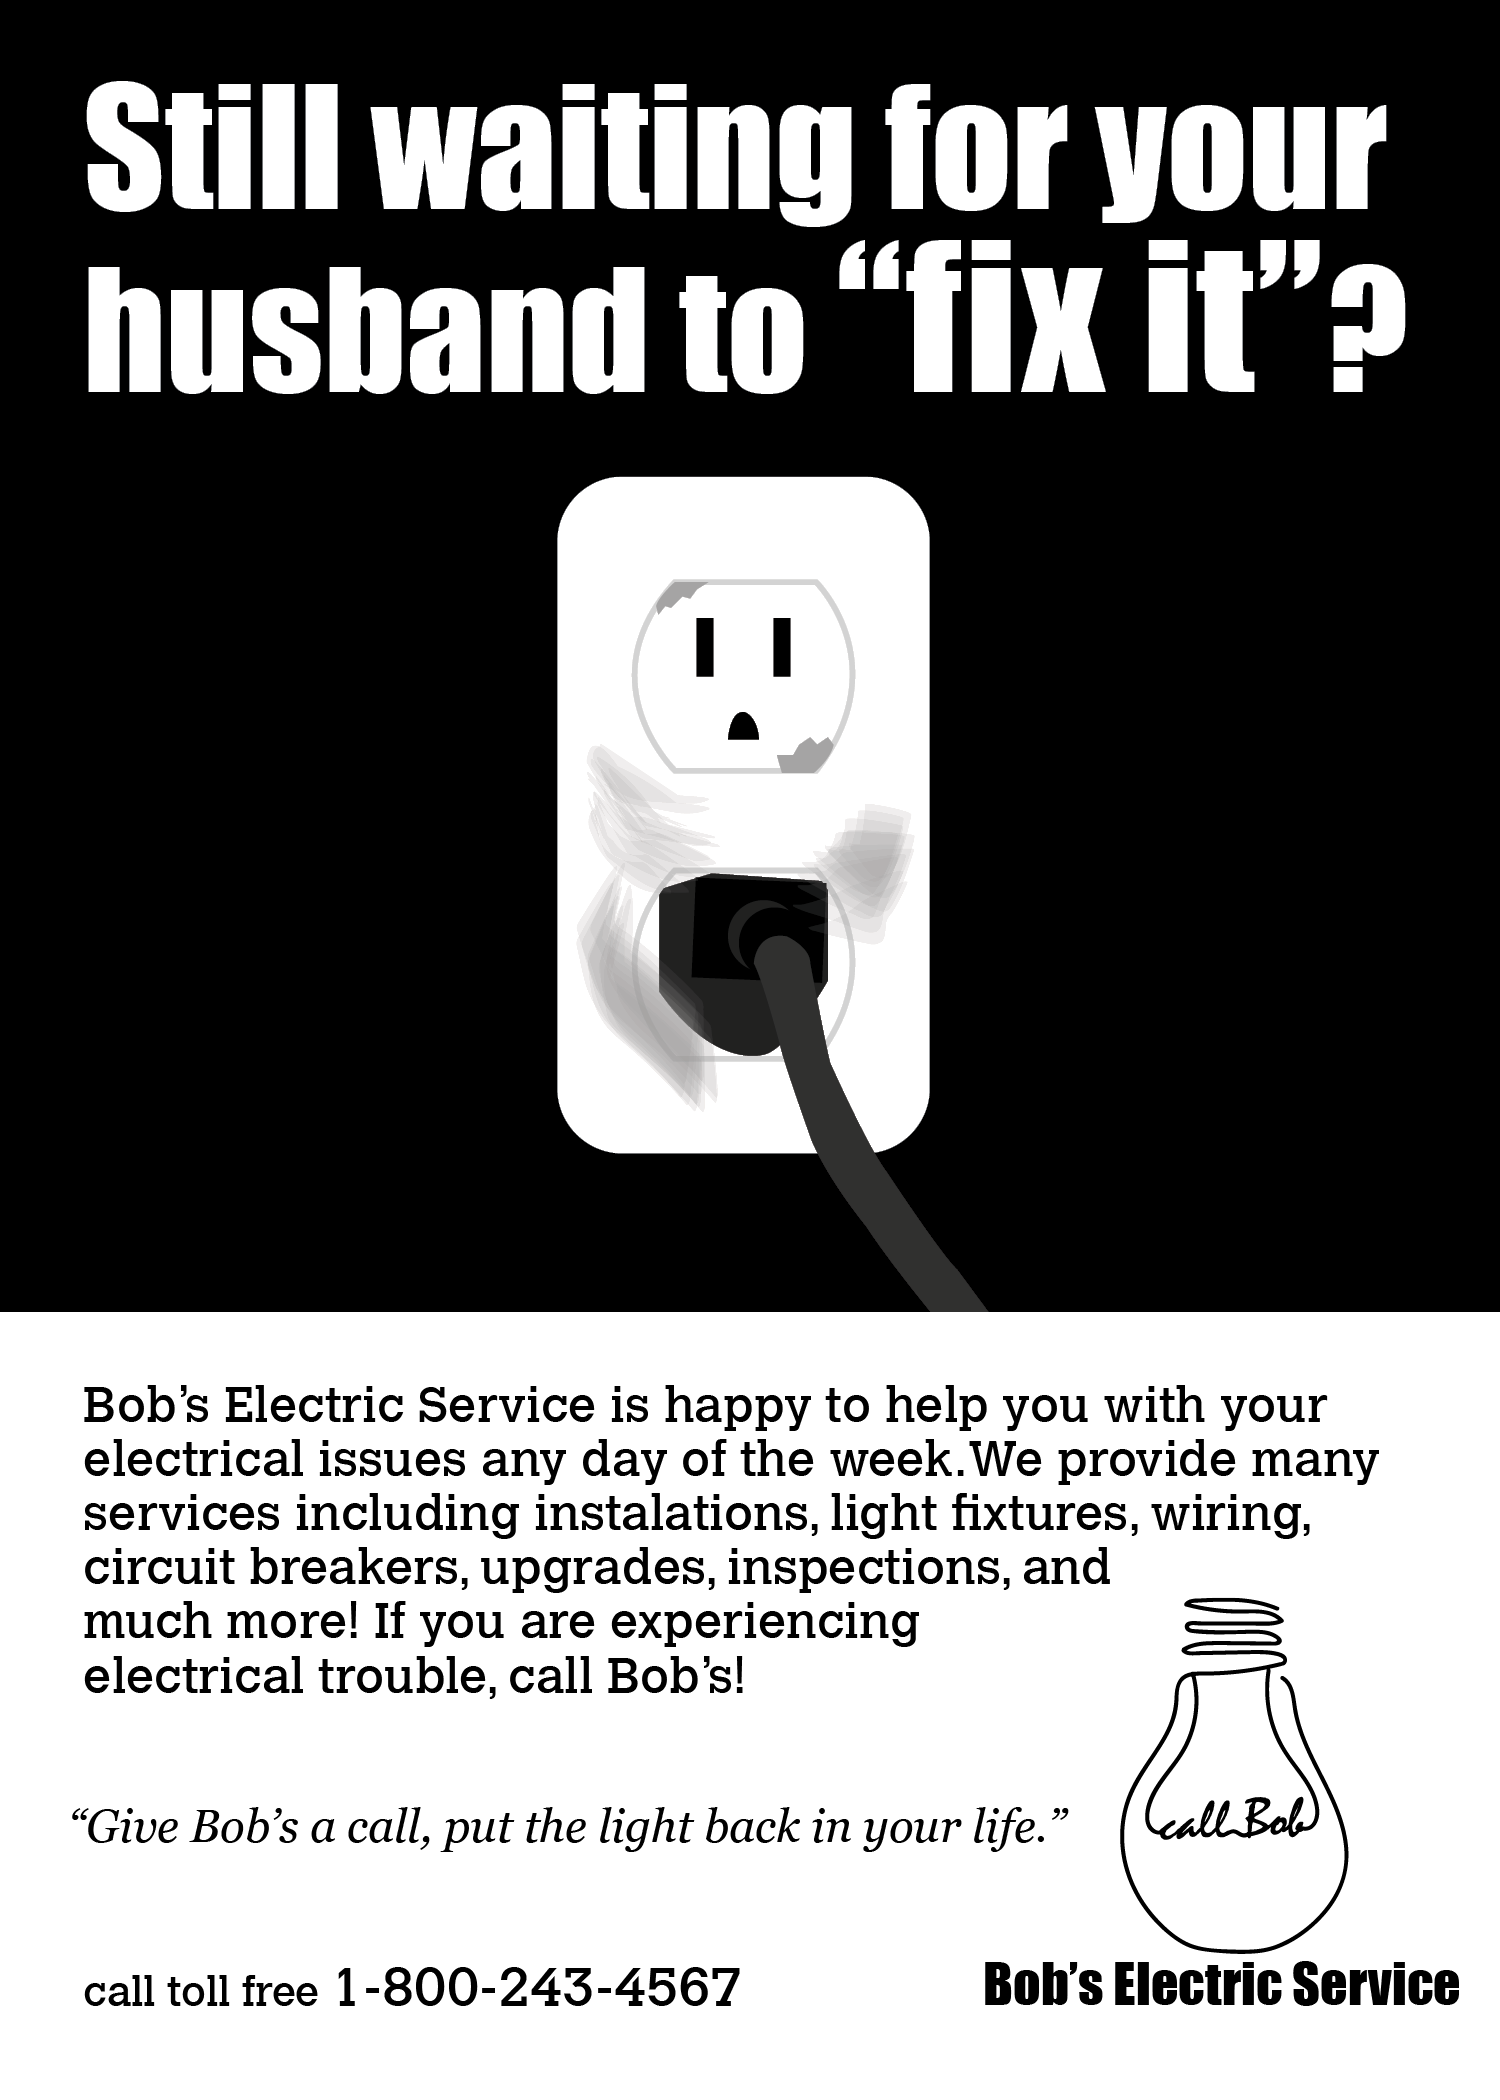 Still waiting for your
husband to “fix it”?
Bob’s Electric Service is happy to help you with your
electrical issues any day of the week.We provide many
services including instalations, light fixtures, wiring,
circuit breakers, upgrades, inspections, and
much more! If you are experiencing
electrical trouble, call Bob’s!
“Give Bob’s a call, put the light back in your life.”
call Bob
call toll free 1-800-243-4567
Bob’s Electric Service